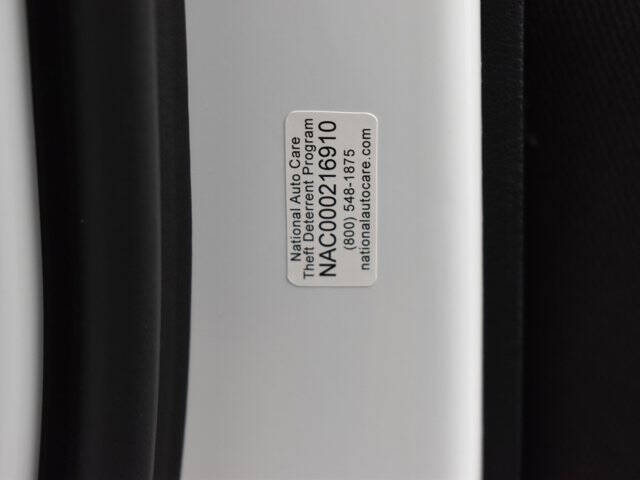 National Auto Care
Theft Deterrent Program
NAC000216910
(800) 548-1875
nationalautocare.com